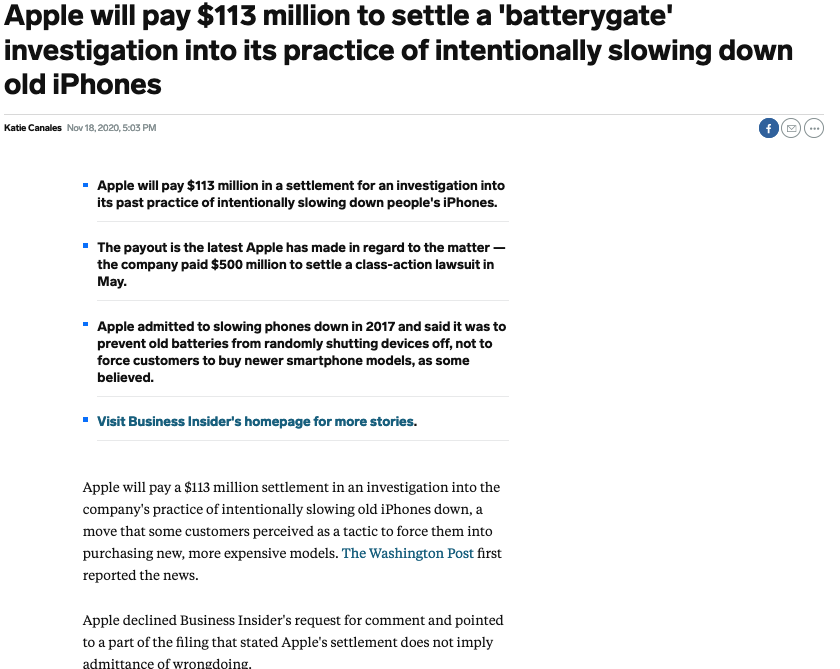 Apple will pay $113 million to settle a 'batterygate'
investigation into its practice of intentionally slowing down
old iPhones
Katie Canales Nov 18, 2020, 5:03 PM
Apple will pay $113 million in a settlement for an investigation into
its past practice of intentionally slowing down people's iPhones.
The payout is the latest Apple has made in regard to the matter —
the company paid $500 million to settle a class-action lawsuit in
May.
Apple admitted to slowing phones down in 2017 and said it was to
prevent old batteries from randomly shutting devices off, not to
force customers to buy newer smartphone models, as some
believed.
Visit Business Insider's homepage for more stories.
Apple will pay a $113 million settlement in an investigation into the
company's practice of intentionally slowing old iPhones down, a
move that some customers perceived as a tactic to force them into
purchasing new, more expensive models. The Washington Post first
reported the news.
Apple declined Business Insider's request for comment and pointed
to a part of the filing that stated Apple's settlement does not imply
admittance of wrongdoing.